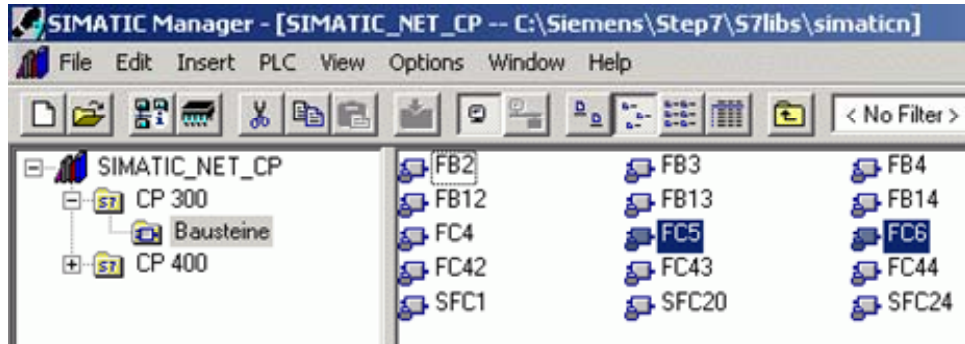 SIMATIC Manager - [SIMATIC_NET_CP -- C:\Siemens\Step7\S7libs\simaticn]
File Edit Insert PLC View Options Window Help
< No Filter >
SIMATIC_NET_CP
CP 300
Bausteine
CP 400
FB2 FB3 FB4
FB12 FB13 FB14
FC4 FC5 FC6
FC42 FC43 FC44
SFC1 SFC20 SFC24